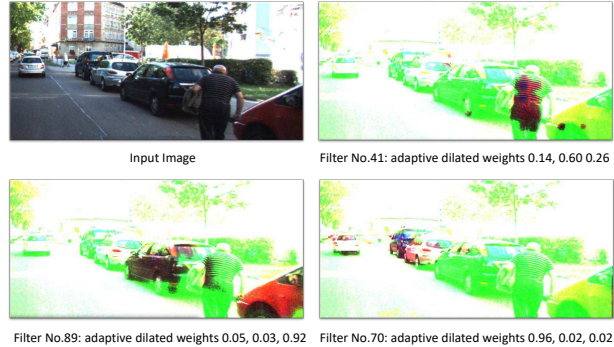 Input Image
Filter No.41: adaptive dilated weights 0.14, 0.60 0.26
Filter No.89: adaptive dilated weights 0.05, 0.03, 0.92
Filter No.70: adaptive dilated weights 0.96, 0.02, 0.02